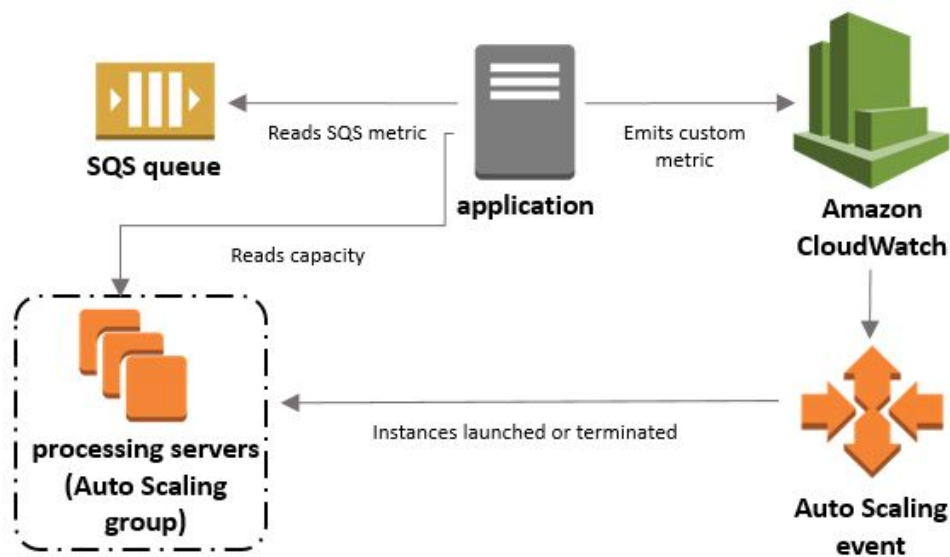 Reads SQS metric
Emits custom
metric
SQS queue
application
Amazon
CloudWatch
Reads capacity
processing servers
(Auto Scaling
group)
Instances launched or terminated
Auto Scaling
event